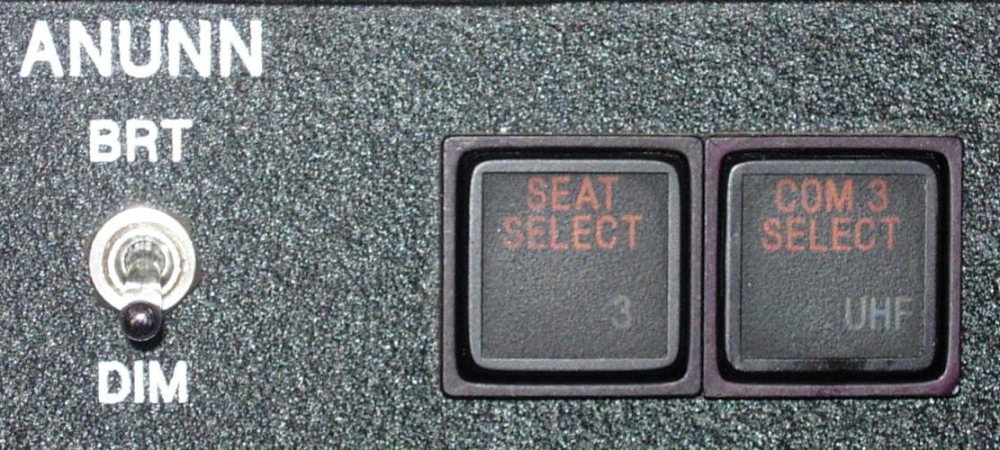 ANUNN
BRT
DIM
SEAT
SELECT
3
COM 3
SELECT
UHF